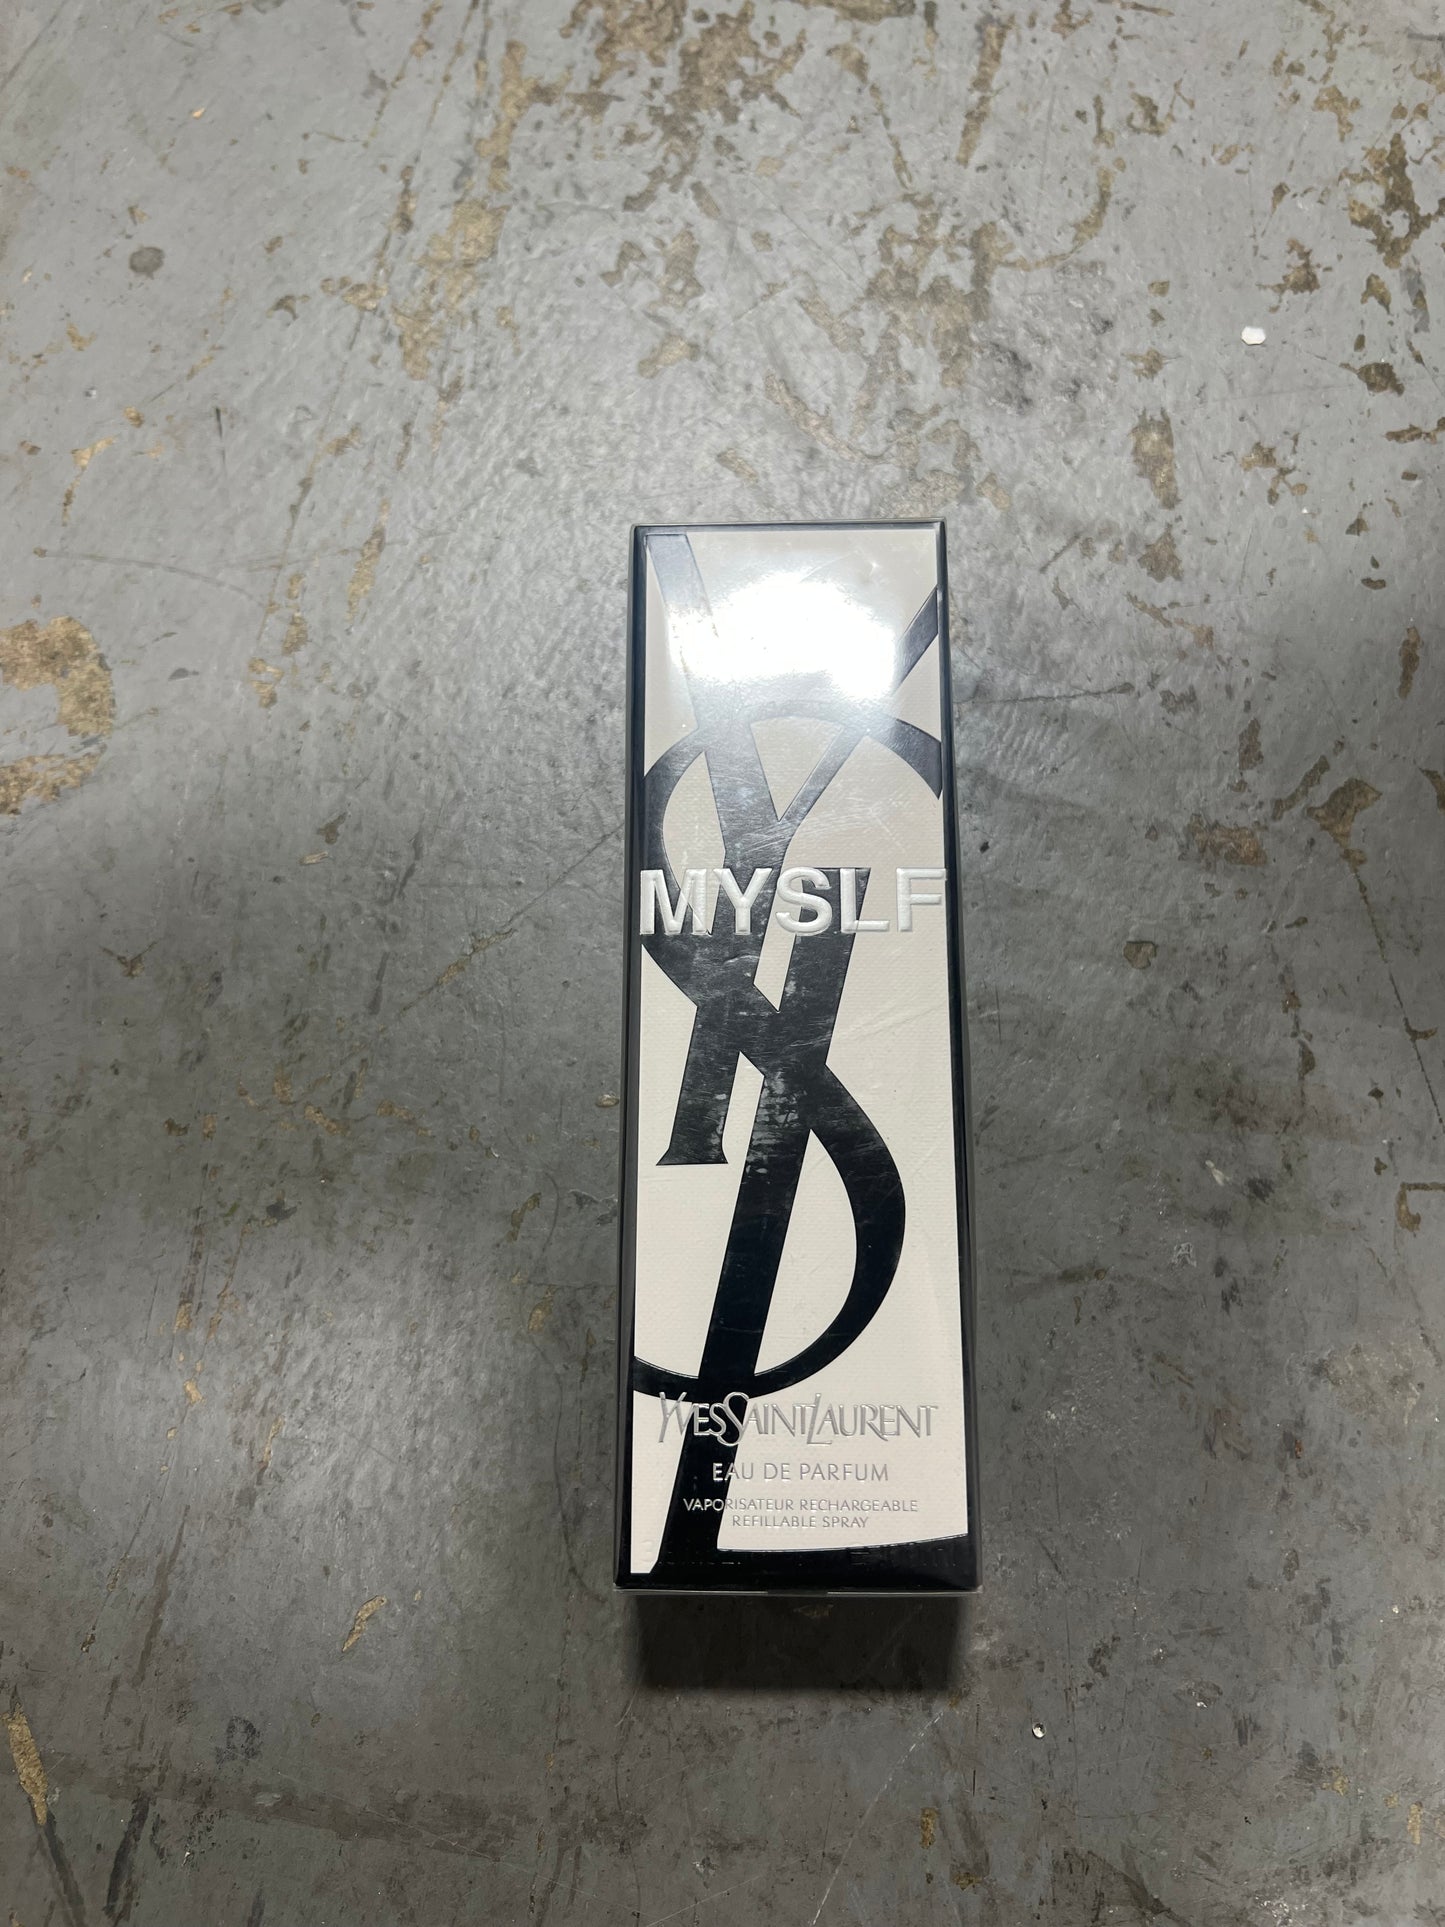 MYSLF
YVESSAINTLAURENT
EAU DE PARFUM
VAPORISATEUR RECHARGEABLE
REFILLABLE SPRAY